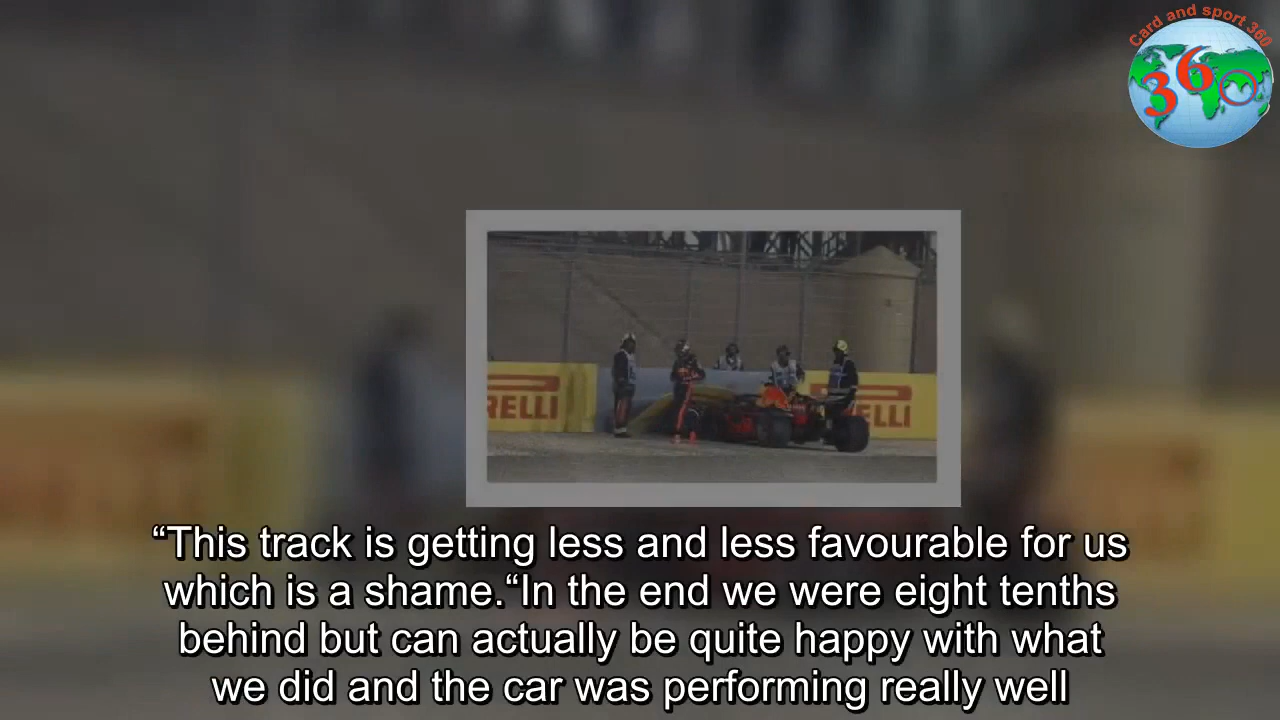 Card and sport 360
360
RELLI
ELLI
“This track is getting less and less favourable for us
which is a shame.“In the end we were eight tenths
behind but can actually be quite happy with what
we did and the car was performing really well